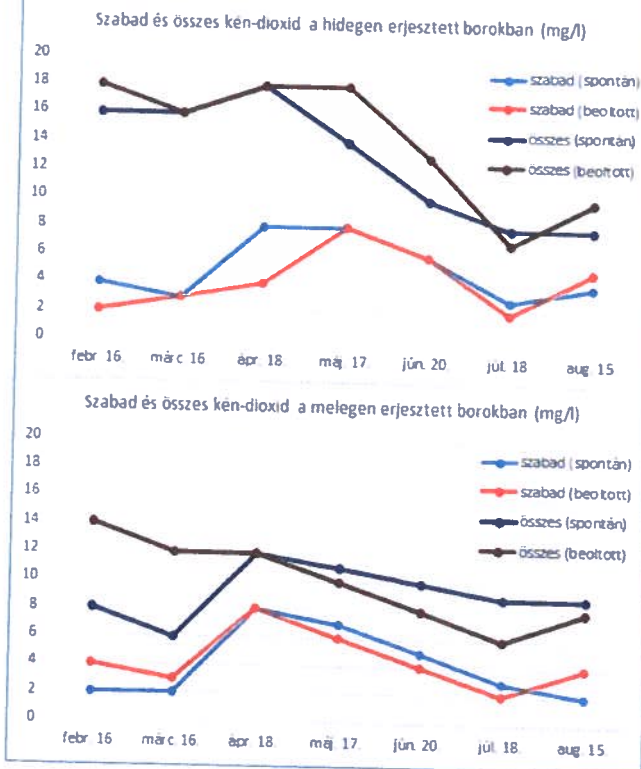 Szabad és összes kén-dioxid a hidegen erjesztett borokban (mg/l)
20
18
16
14
12
10
8
6
4
2
0
szabad (spontán)
szabad (beoltott)
összes (spontán)
összes (beoltott)
febr. 16.
márc. 16.
ápr. 18.
máj. 17.
jún. 20.
júl. 18.
aug. 15.
Szabad és összes kén-dioxid a melegen erjesztett borokban (mg/l)
20
18
16
14
12
10
8
6
4
2
0
szabad (spontán)
szabad (beoltott)
összes (spontán)
összes (beoltott)
febr. 16.
márc. 16.
ápr. 18.
máj. 17.
jún. 20.
júl. 18.
aug. 15.